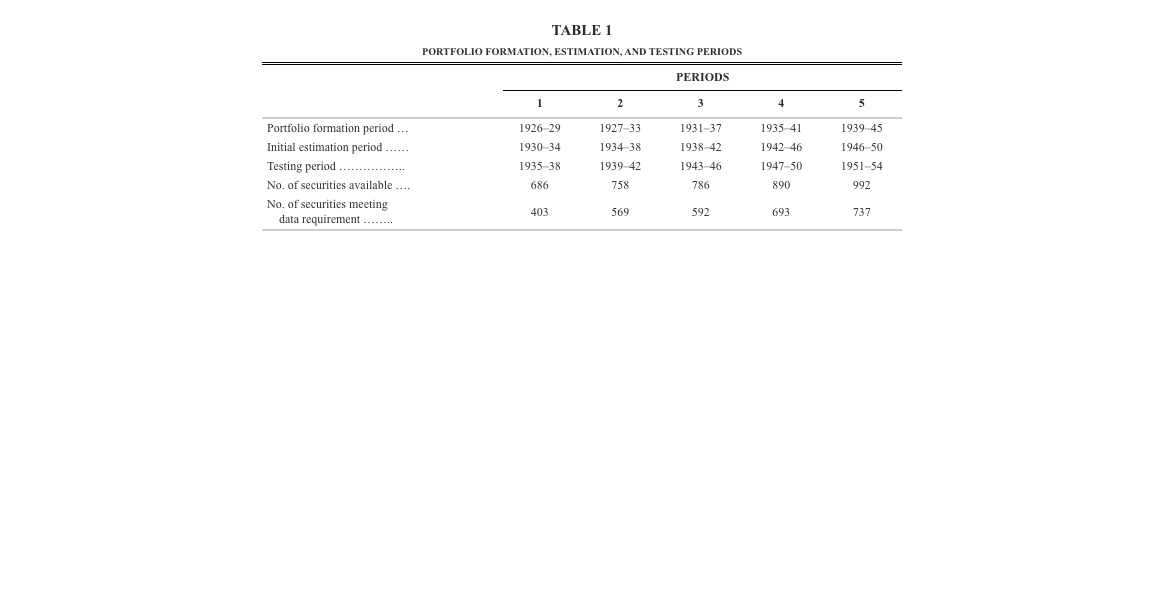 TABLE 1
PORTFOLIO FORMATION, ESTIMATION, AND TESTING PERIODS
PERIODS
1 2 3 4 5
Portfolio formation period … 1926–29 1927–33 1931–37 1935–41 1939–45
Initial estimation period …… 1930–34 1934–38 1938–42 1942–46 1946–50
Testing period …………….. 1935–38 1939–42 1943–46 1947–50 1951–54
No. of securities available …. 686 758 786 890 992
No. of securities meeting
data requirement …….. 403 569 592 693 737